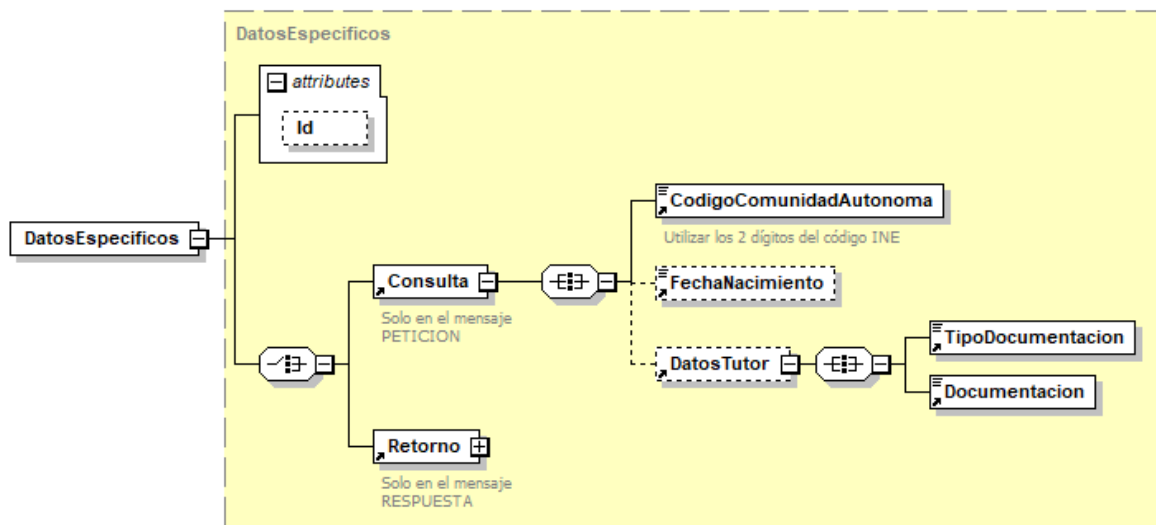 DatosEspecificos
attributes
Id
DatosEspecificos
CodigoComunidadAutonoma
Utilizar los 2 dígitos del código INE
Consulta
FechaNacimiento
Solo en el mensaje
PETICION
TipoDocumentacion
DatosTutor
Documentacion
Retorno
Solo en el mensaje
RESPUESTA